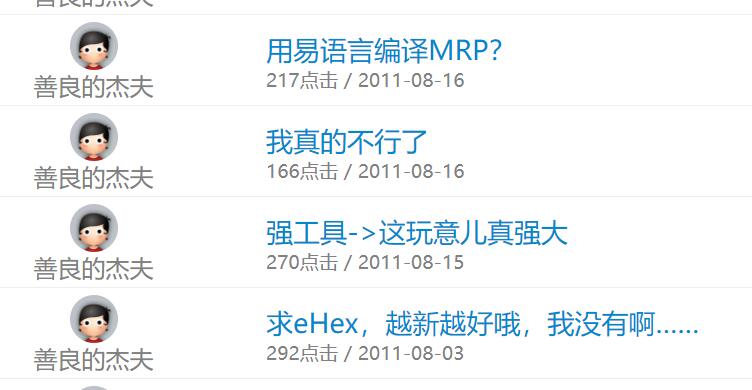 善良的杰夫
用易语言编译MRP?
217点击 / 2011-08-16
善良的杰夫
我真的不行了
166点击 / 2011-08-16
善良的杰夫
强工具->这玩意儿真强大
270点击 / 2011-08-15
善良的杰夫
求eHex，越新越好哦，我没有啊……
292点击 / 2011-08-03
善良的杰夫